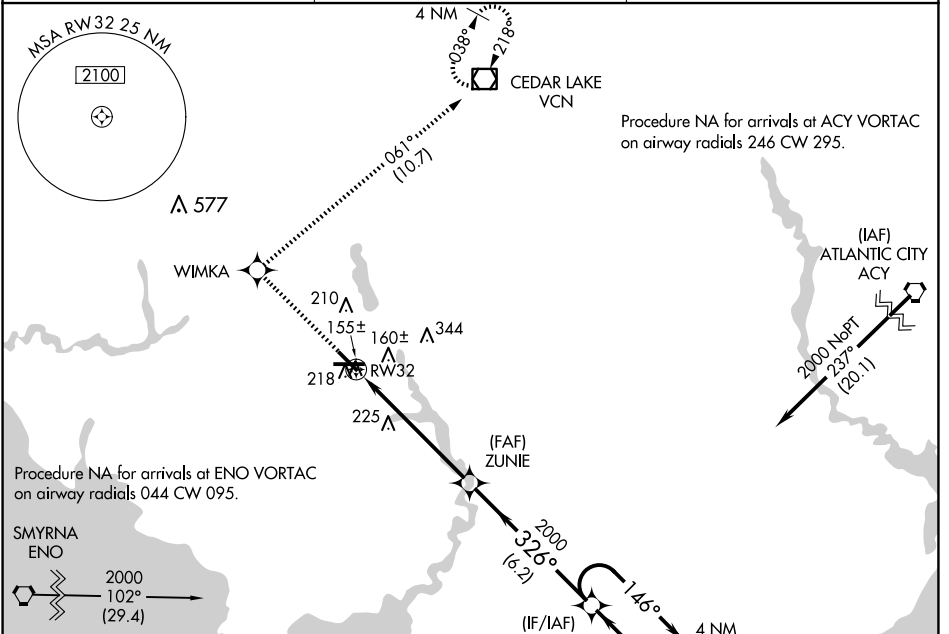 MSA RW32 25 NM
2100
4 NM
038°
218°
CEDAR LAKE
VCN
Procedure NA for arrivals at ACY VORTAC
on airway radials 246 CW 295.
061°
(10.7)
577
WIMKA
(IAF)
ATLANTIC CITY
ACY
2000 NoPT
237°
(20.1)
210
155±
160±
344
218
RW32
225
(FAF)
ZUNIE
Procedure NA for arrivals at ENO VORTAC
on airway radials 044 CW 095.
SMYRNA
ENO
2000
102°
(29.4)
2000
326°
(6.2)
146°
(IF/IAF)
4 NM